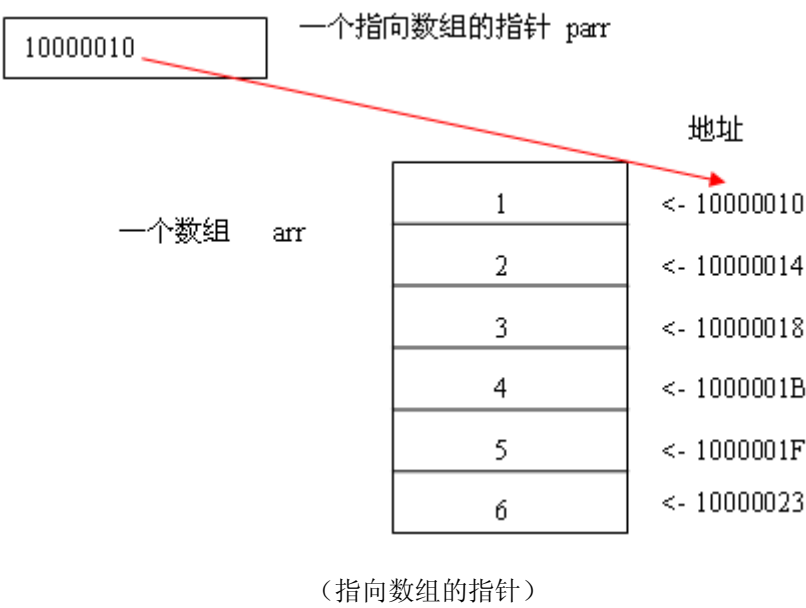 10000010 一个指向数组的指针 parr
地址
1 <- 10000010
一个数组 arr
2 <- 10000014
3 <- 10000018
4 <- 1000001B
5 <- 1000001F
6 <- 10000023
（指向数组的指针）